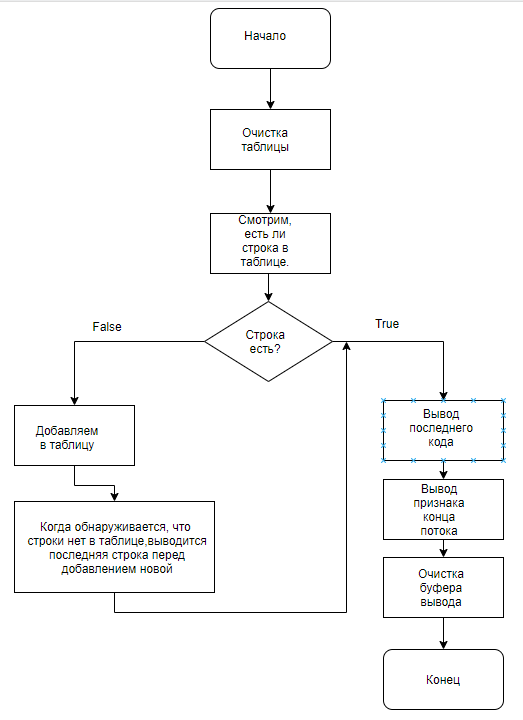 Начало
Очистка
таблицы
Смотрим,
есть ли
строка в
таблице.
Строка
есть?
False
True
Добавляем
в таблицу
Когда обнаруживается, что
строки нет в таблице,выводится
последняя строка перед
добавлением новой
Вывод
последнего
кода
Вывод
признака
конца
потока
Очистка
буфера
вывода
Конец